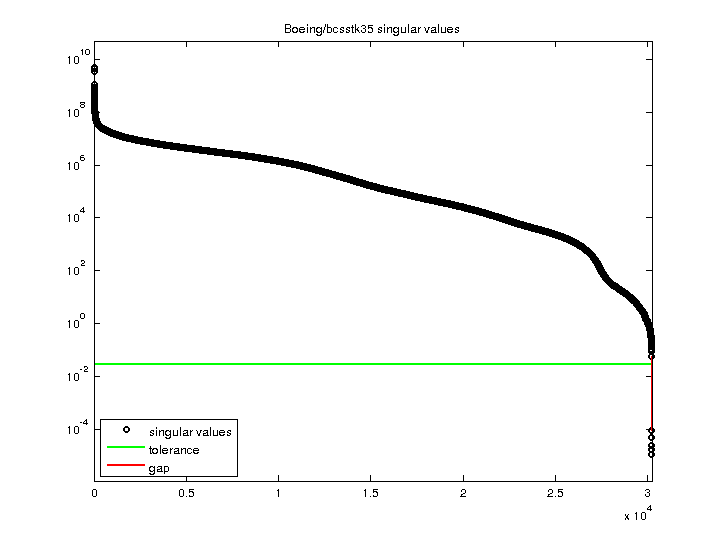 Boeing/bcsstk35 singular values
10^10
10^8
10^6
10^4
10^2
10^0
10^-2
10^-4
singular values
tolerance
gap
0 0.5 1 1.5 2 2.5 3
x 10^4